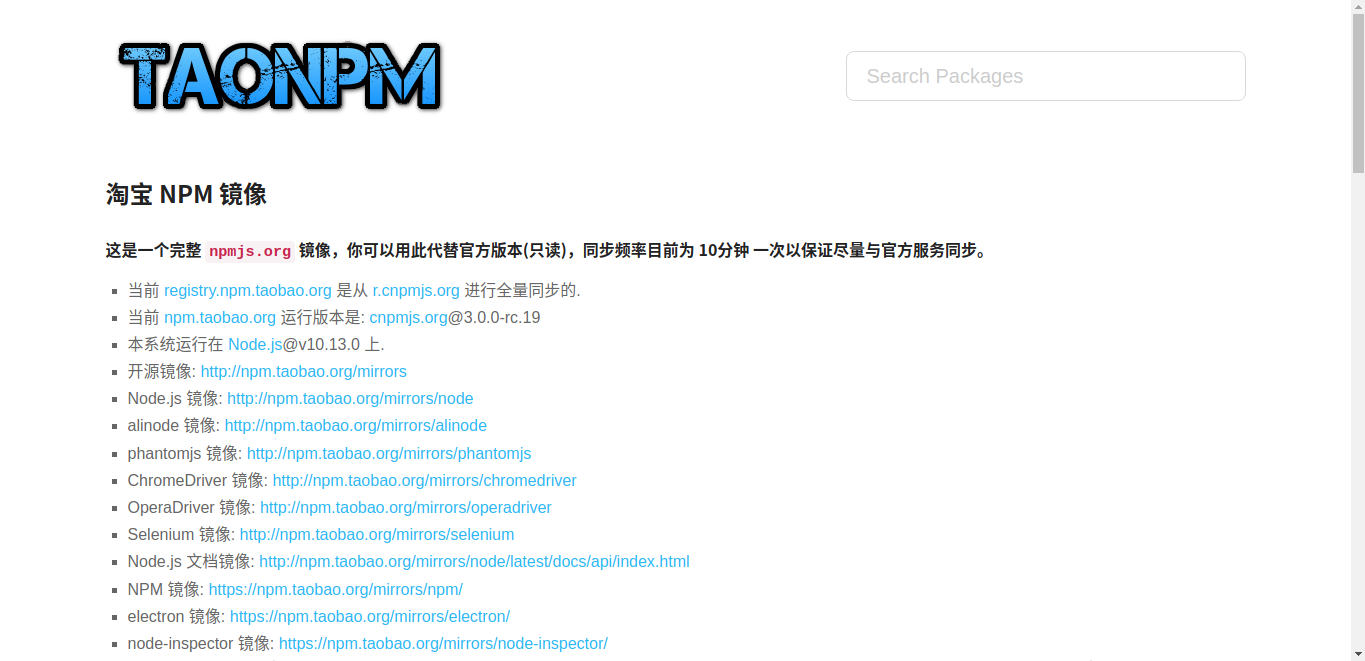 TAONPM
Search Packages
淘宝 NPM 镜像
这是一个完整 npmjs.org 镜像，你可以用此代替官方版本(只读)，同步频率目前为 10分钟 一次以保证尽量与官方服务同步。
当前 registry.npm.taobao.org 是从 r.cnpmjs.org 进行全量同步的.
当前 npm.taobao.org 运行版本是: cnpmjs.org@3.0.0-rc.19
本系统运行在 Node.js@v10.13.0 上.
开源镜像: http://npm.taobao.org/mirrors
Node.js 镜像: http://npm.taobao.org/mirrors/node
alinode 镜像: http://npm.taobao.org/mirrors/alinode
phantomjs 镜像: http://npm.taobao.org/mirrors/phantomjs
ChromeDriver 镜像: http://npm.taobao.org/mirrors/chromedriver
OperaDriver 镜像: http://npm.taobao.org/mirrors/operadriver
Selenium 镜像: http://npm.taobao.org/mirrors/selenium
Node.js 文档镜像: http://npm.taobao.org/mirrors/node/latest/docs/api/index.html
NPM 镜像: https://npm.taobao.org/mirrors/npm/
electron 镜像: https://npm.taobao.org/mirrors/electron/
node-inspector 镜像: https://npm.taobao.org/mirrors/node-inspector/